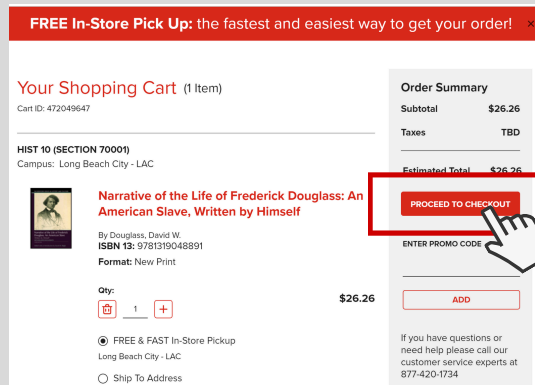 FREE In-Store Pick Up: the fastest and easiest way to get your order! ×
Your Shopping Cart (1 Item)
Cart ID: 472049647
HIST 10 (SECTION 70001)
Campus: Long Beach City - LAC
Narrative of the Life of Frederick Douglass: An
American Slave, Written by Himself
By Douglass, David W.
ISBN 13: 9781319048891
Format: New Print
Qty:
1 +
$26.26
FREE & FAST In-Store Pickup
Long Beach City - LAC
Ship To Address
Order Summary
Subtotal $26.26
Taxes TBD
Estimated Total $26.26
PROCEED TO CHECKOUT
ENTER PROMO CODE
ADD
If you have questions or
need help please call our
customer service experts at
877-420-1734